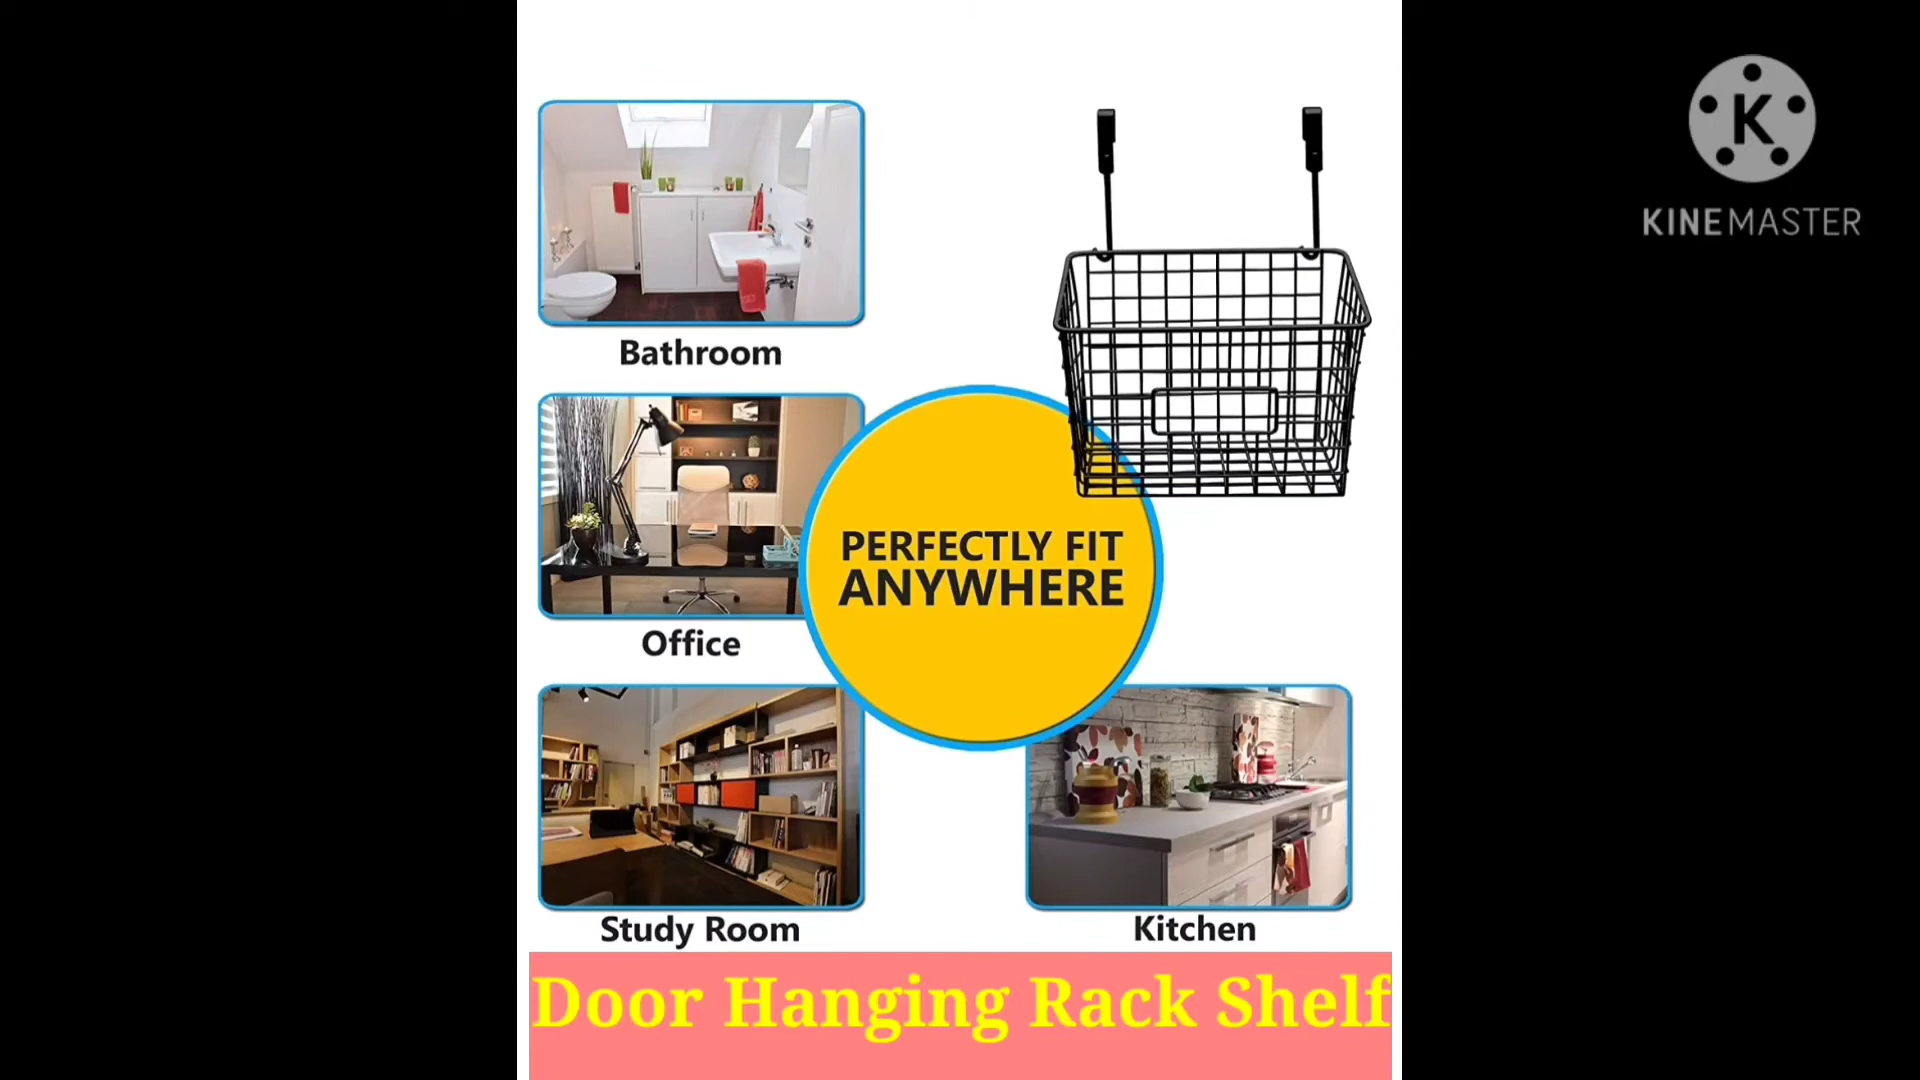 K
KINEMASTER
Bathroom
Office
PERFECTLY FIT
ANYWHERE
Study Room
Kitchen
Door Hanging Rack Shelf